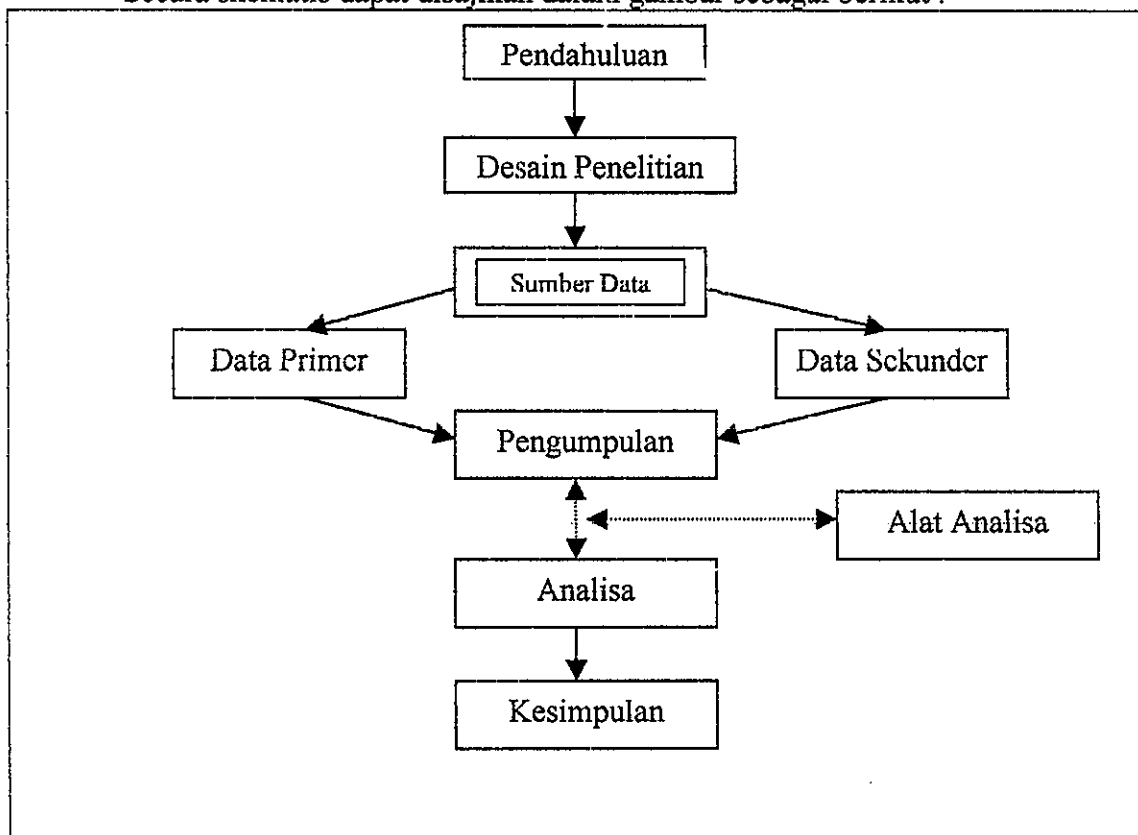 Secara skematis dapat disajikan dalam gambar sebagai berikut :
Pendahuluan
Desain Penelitian
Sumber Data
Data Primer
Data Sekunder
Pengumpulan
Alat Analisa
Analisa
Kesimpulan